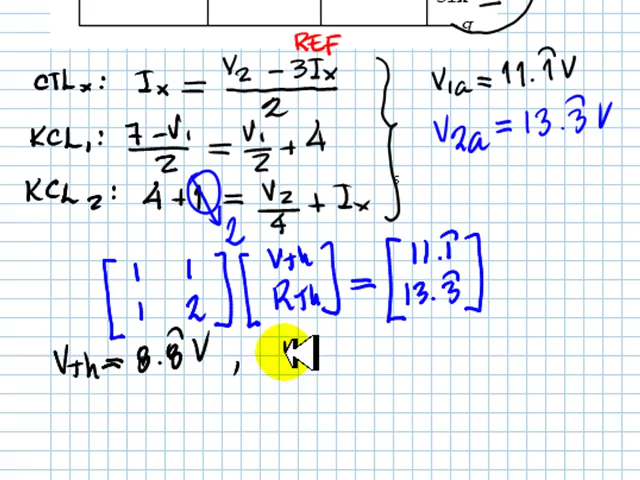 REF
CTLx: Ix = (V2 − 3Ix)/2
V1a = 11.1̂ V
KCL1: (7 − V1)/2 = V1/2 + 4
V2a = 13.3̂ V
KCL2: 4 + 1 = V2/4 + Ix
2
[1 1; 1 2] [Vth; Rth] = [11.1̂; 13.3̂]
Vth = 8.8̂ V ,